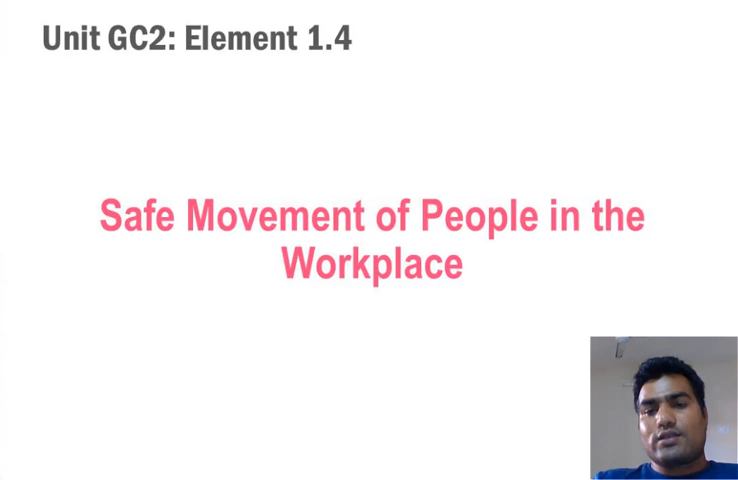 Unit GC2: Element 1.4
Safe Movement of People in the
Workplace